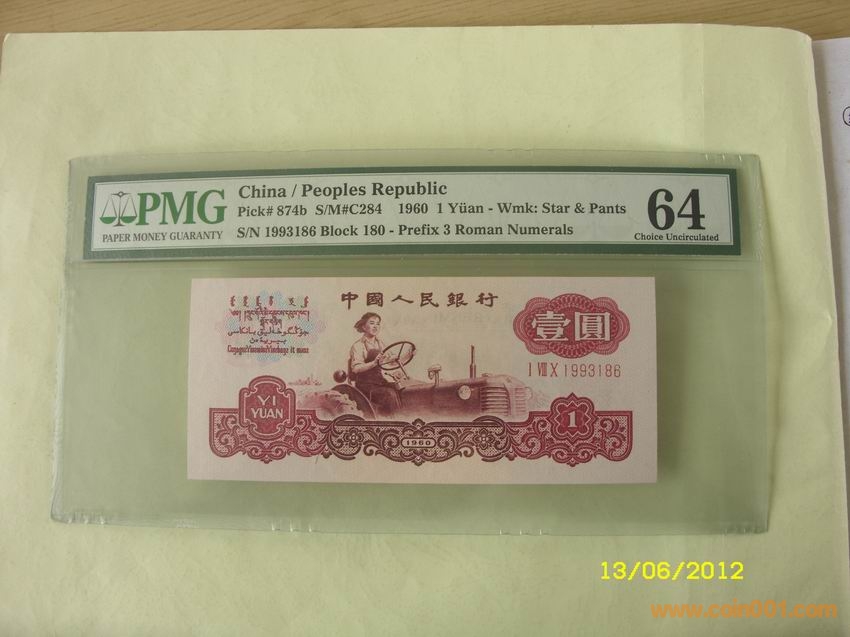 PMG
PAPER MONEY GUARANTY
China / Peoples Republic
Pick# 874b S/M#C284 1960 1 Yüan - Wmk: Star & Pants
S/N 1993186 Block 180 - Prefix 3 Roman Numerals
64
Choice Uncirculated
中國人民銀行
壹圓
I VIII X 1993186
YI
YUAN
1960
1
13/06/2012
www.coin001.com